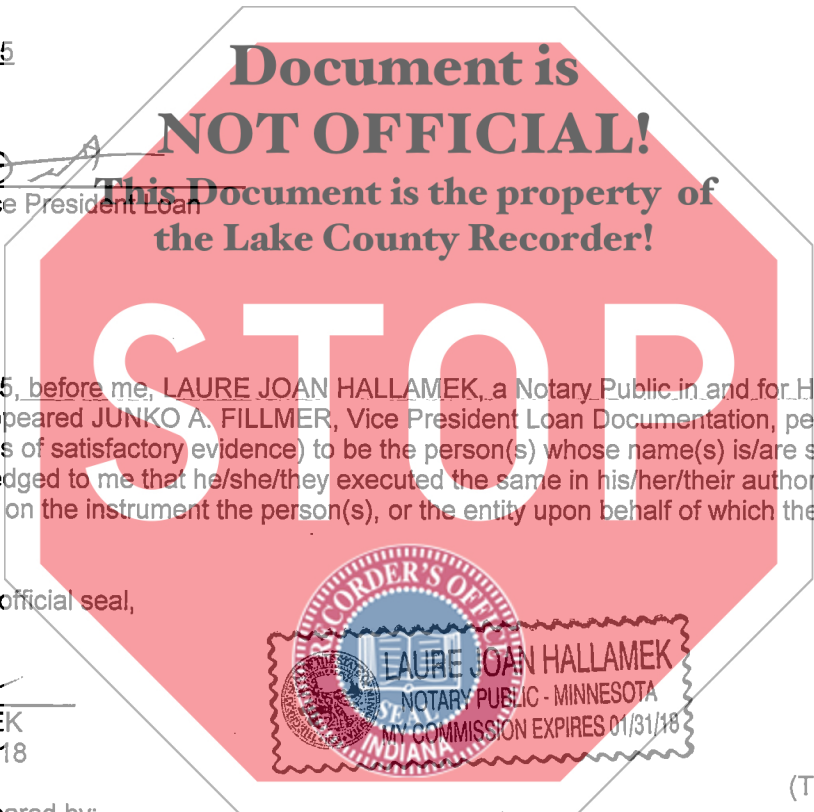 5
Document is
NOT OFFICIAL!
This Document is the property of
the Lake County Recorder!
e President Loan
STOP
5, before me, LAURE JOAN HALLAMEK, a Notary Public in and for H
peared JUNKO A. FILLMER, Vice President Loan Documentation, pe
s of satisfactory evidence) to be the person(s) whose name(s) is/are s
dged to me that he/she/they executed the same in his/her/their author
on the instrument the person(s), or the entity upon behalf of which the
official seal,
RECORDER'S OFFICE
SEAL
INDIANA
LAURE JOAN HALLAMEK
NOTARY PUBLIC - MINNESOTA
MY COMMISSION EXPIRES 01/31/18
EK
18
(T
ared by: